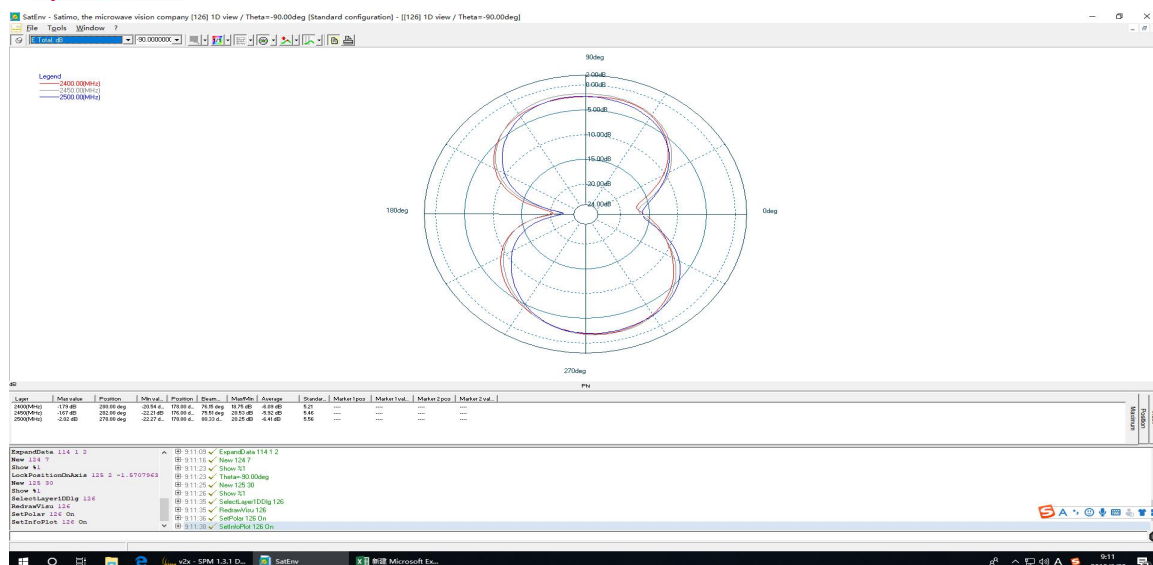 SatEnv - Satimo, the microwave vision company [126] 1D view / Theta=-90.00deg [Standard configuration] - [[126] 1D view / Theta=-90.00deg]
File Tools Window ?
E Total, dB -90.000000
90deg
Legend
2400.00(MHz)
2450.00(MHz)
2500.00(MHz)
2.00dB
0.00dB
-5.00dB
-10.00dB
-15.00dB
-20.00dB
-24.00dB
180deg
0deg
270deg
dB
PN
Layer Max value Position Min val... Position Beam... Max/Min Average Standar... Marker 1 pos Marker 1 val... Marker 2 pos Marker 2 val...
2400(MHz) -1.79 dB 280.00 deg -20.54 d... 178.00 d... 76.15 deg 18.75 dB -6.09 dB 5.21 ---- ---- ---- ----
2450(MHz) -1.67 dB 282.00 deg -22.21 dB 176.00 d... 75.51 deg 20.53 dB -5.92 dB 5.46 ---- ---- ---- ----
2500(MHz) -2.02 dB 278.00 deg -22.27 d... 178.00 d... 80.33 d... 20.25 dB -6.41 dB 5.56 ---- ---- ---- ----
Position
Maximum
ExpandData 114 1 2
New 124 7
Show %1
LockPositionOnAxis 125 2 -1.5707963
New 125 30
Show %1
SelectLayer1DDlg 126
RedrawVisu 126
SetPolar 126 On
SetInfoPlot 126 On
9:11:09 ExpandData 114 1 2
9:11:16 New 124 7
9:11:23 Show %1
9:11:23 Theta=-90.00deg
9:11:25 New 125 30
9:11:26 Show %1
9:11:35 SelectLayer1DDlg 126
9:11:35 RedrawVisu 126
9:11:36 SetPolar 126 On
9:11:38 SetInfoPlot 126 On
v2x - SPM 1.3.1 D...
SatEnv
新建 Microsoft Ex...
9:11